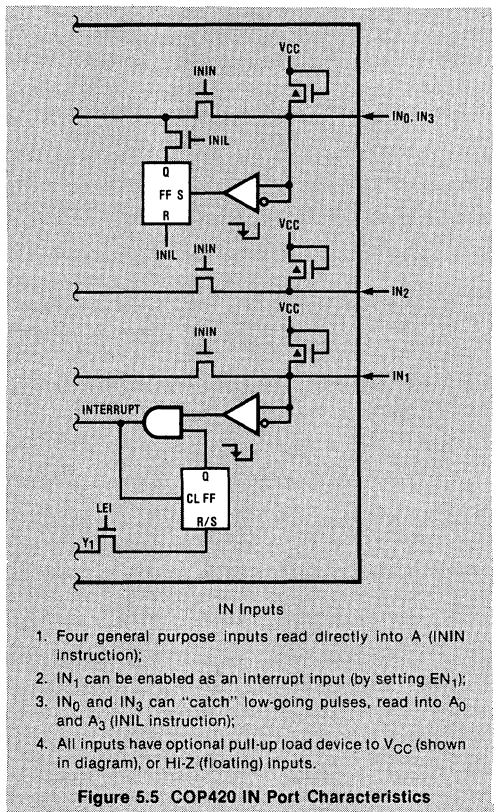 VCC
ININ
IN0, IN3
INIL
Q
FF S
R
INIL
VCC
ININ
IN2
VCC
ININ
IN1
INTERRUPT
Q
CL FF
R/S
LEI
Y1
IN Inputs
1. Four general purpose inputs read directly into A (ININ
instruction);
2. IN1 can be enabled as an interrupt input (by setting EN1);
3. IN0 and IN3 can “catch” low-going pulses, read into A0
and A3 (INIL instruction);
4. All inputs have optional pull-up load device to VCC (shown
in diagram), or Hi-Z (floating) inputs.
Figure 5.5 COP420 IN Port Characteristics